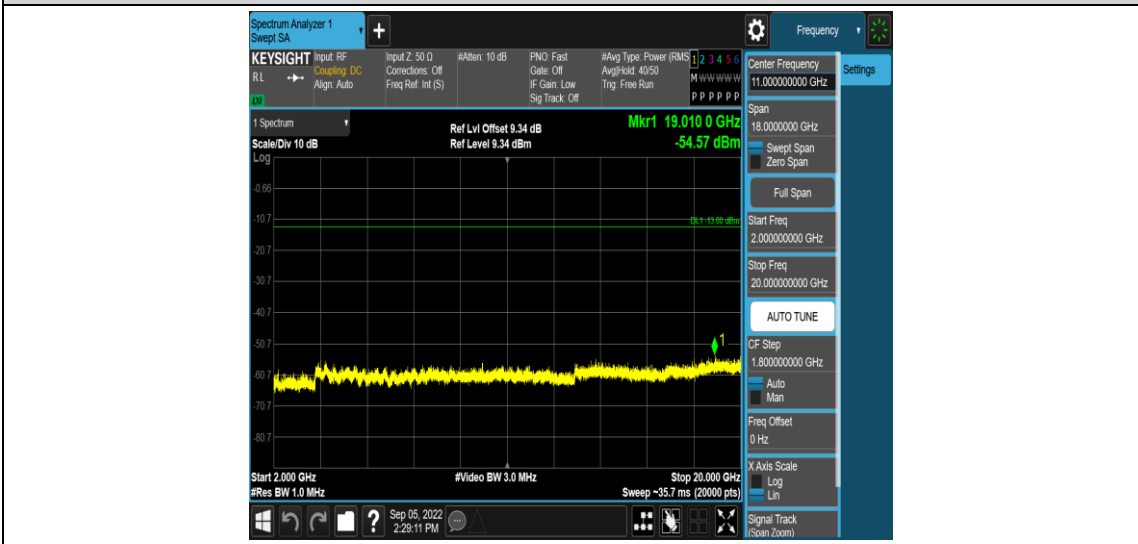 Spectrum Analyzer 1
Swept SA
Frequency
KEYSIGHT
RL
LXI
Input: RF
Coupling: DC
Align: Auto
Input Z: 50 Ω
Corrections: Off
Freq Ref: Int (S)
#Atten: 10 dB
PNO: Fast
Gate: Off
IF Gain: Low
Sig Track: Off
#Avg Type: Power (RMS
Avg|Hold: 40/50
Trig: Free Run
1 2 3 4 5 6
M W W W W W
P P P P P P
1 Spectrum
Scale/Div 10 dB
Log
Ref Lvl Offset 9.34 dB
Ref Level 9.34 dBm
Mkr1 19.010 0 GHz
-54.57 dBm
-0.66
-10.7
DL1 -13.00 dBm
-20.7
-30.7
-40.7
-50.7
1
-60.7
-70.7
-80.7
Start 2.000 GHz
#Res BW 1.0 MHz
#Video BW 3.0 MHz
Stop 20.000 GHz
Sweep ~35.7 ms (20000 pts)
Sep 05, 2022
2:29:11 PM
Center Frequency
11.000000000 GHz
Settings
Span
18.0000000 GHz
Swept Span
Zero Span
Full Span
Start Freq
2.000000000 GHz
Stop Freq
20.000000000 GHz
AUTO TUNE
CF Step
1.800000000 GHz
Auto
Man
Freq Offset
0 Hz
X Axis Scale
Log
Lin
Signal Track
(Span Zoom)